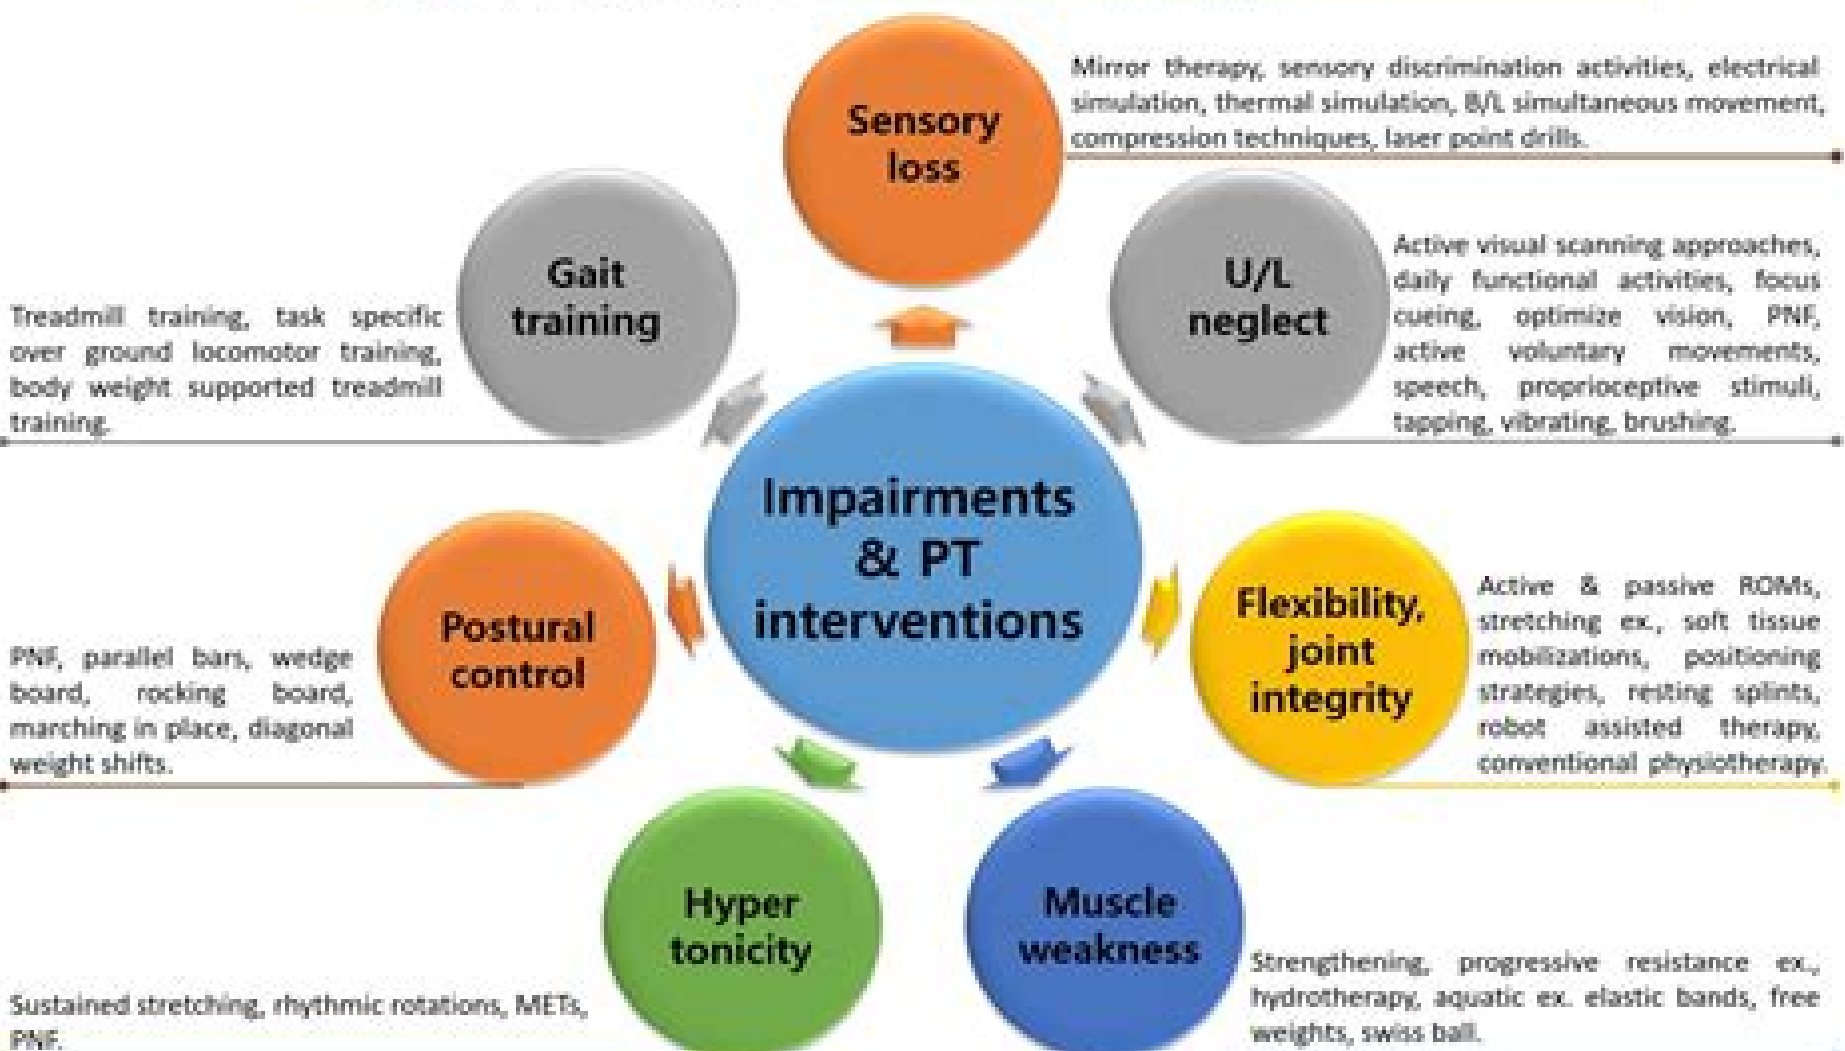 Sensory
loss
Mirror therapy, sensory discrimination activities, electrical
simulation, thermal simulation, B/L simultaneous movement,
compression techniques, laser point drills.
U/L
neglect
Active visual scanning approaches,
daily functional activities, focus
cueing, optimize vision, PNF,
active voluntary movements,
speech, proprioceptive stimuli,
tapping, vibrating, brushing.
Gait
training
Treadmill training, task specific
over ground locomotor training,
body weight supported treadmill
training.
Impairments
& PT
interventions
Flexibility,
joint
integrity
Active & passive ROMs,
stretching ex., soft tissue
mobilizations, positioning
strategies, resting splints,
robot assisted therapy,
conventional physiotherapy.
Postural
control
PNF, parallel bars, wedge
board, rocking board,
marching in place, diagonal
weight shifts.
Hyper
tonicity
Sustained stretching, rhythmic rotations, METs,
PNF.
Muscle
weakness
Strengthening, progressive resistance ex.,
hydrotherapy, aquatic ex. elastic bands, free
weights, swiss ball.